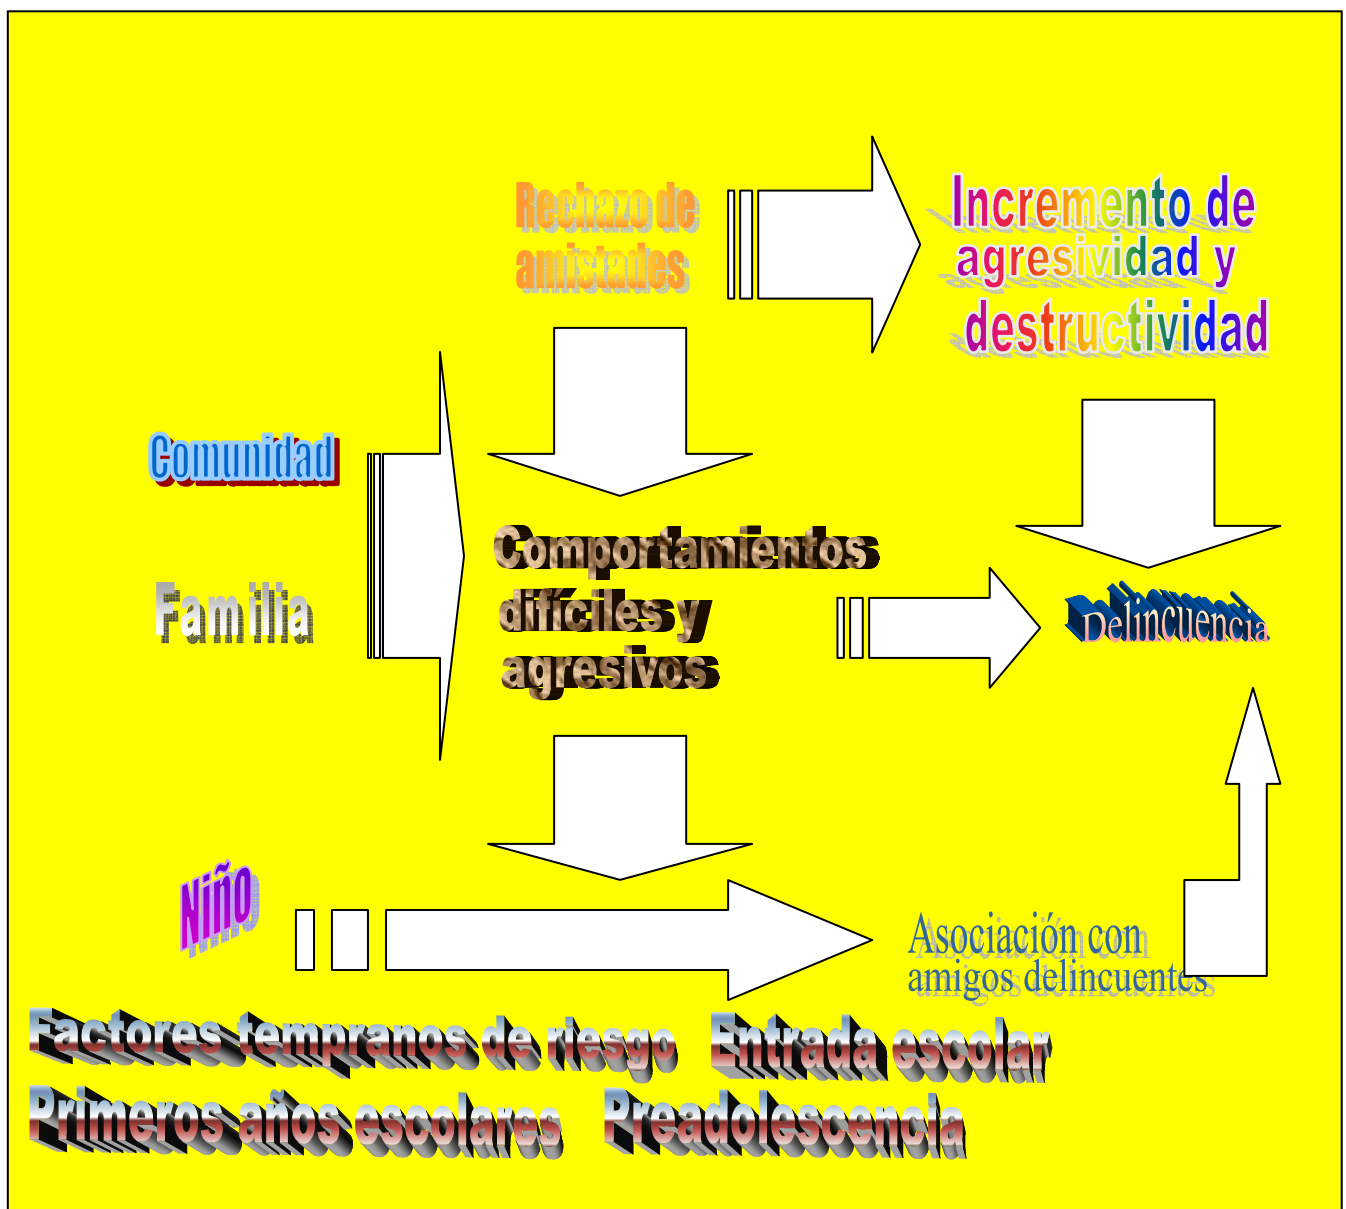 Rechazo de
amistades
Incremento de
agresividad y
destructividad
Comunidad
Familia
Comportamientos
difíciles y
agresivos
Delincuencia
Niño
Asociación con
amigos delincuentes
Factores tempranos de riesgo Entrada escolar
Primeros años escolares Preadolescencia